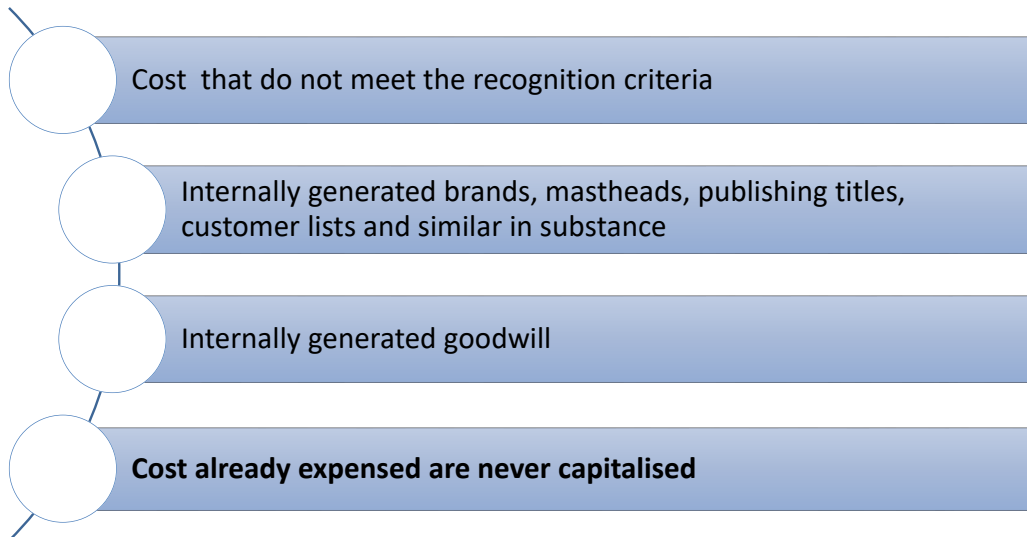 Cost  that do not meet the recognition criteria
Internally generated brands, mastheads, publishing titles,
customer lists and similar in substance
Internally generated goodwill
Cost already expensed are never capitalised